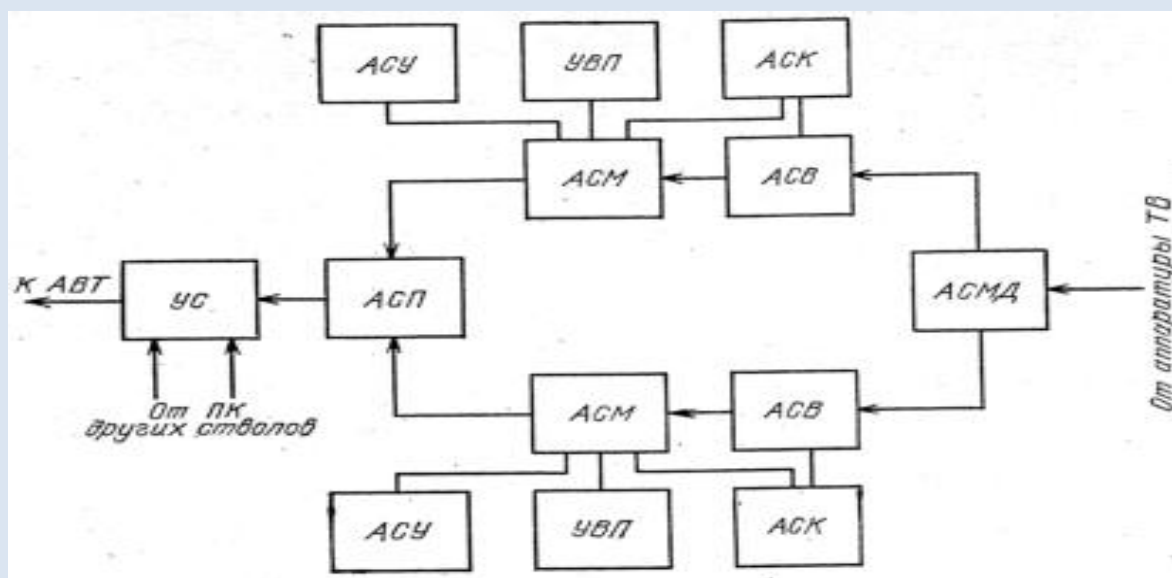 АСУ
УВП
АСК
АСМ
АСВ
К АВТ
УС
АСП
АСМД
От аппаратуры ТВ
От ПК
других стволов
АСМ
АСВ
АСУ
УВП
АСК